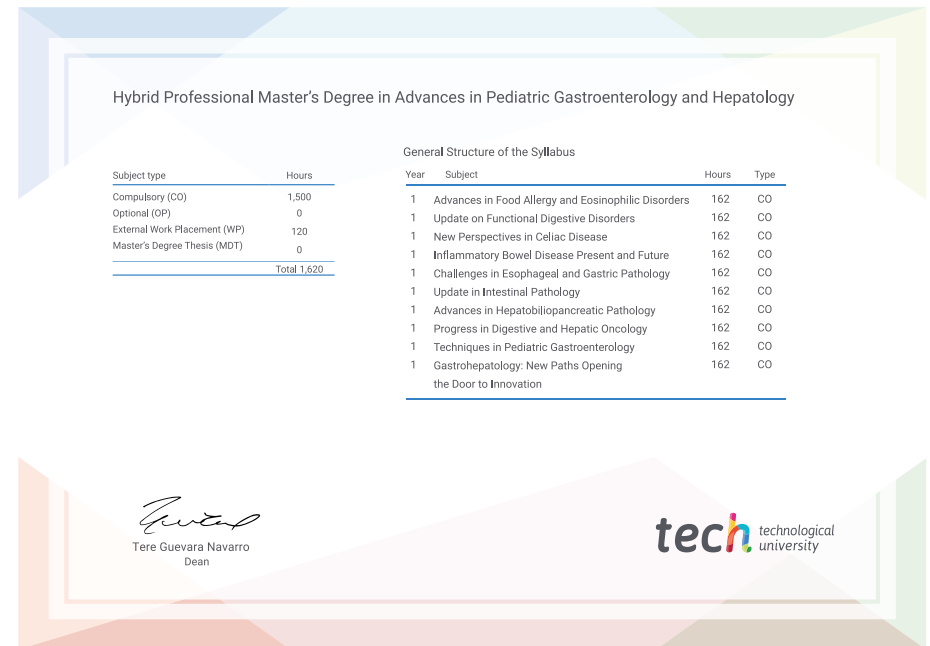 Hybrid Professional Master's Degree in Advances in Pediatric Gastroenterology and Hepatology
Subject type Hours
Compulsory (CO) 1,500
Optional (OP) 0
External Work Placement (WP) 120
Master's Degree Thesis (MDT) 0
Total 1,620
General Structure of the Syllabus
Year Subject Hours Type
1 Advances in Food Allergy and Eosinophilic Disorders 162 CO
1 Update on Functional Digestive Disorders 162 CO
1 New Perspectives in Celiac Disease 162 CO
1 Inflammatory Bowel Disease Present and Future 162 CO
1 Challenges in Esophageal and Gastric Pathology 162 CO
1 Update in Intestinal Pathology 162 CO
1 Advances in Hepatobiliopancreatic Pathology 162 CO
1 Progress in Digestive and Hepatic Oncology 162 CO
1 Techniques in Pediatric Gastroenterology 162 CO
1 Gastrohepatology: New Paths Opening 162 CO
the Door to Innovation
Tere Guevara Navarro
Dean
tech technological
university